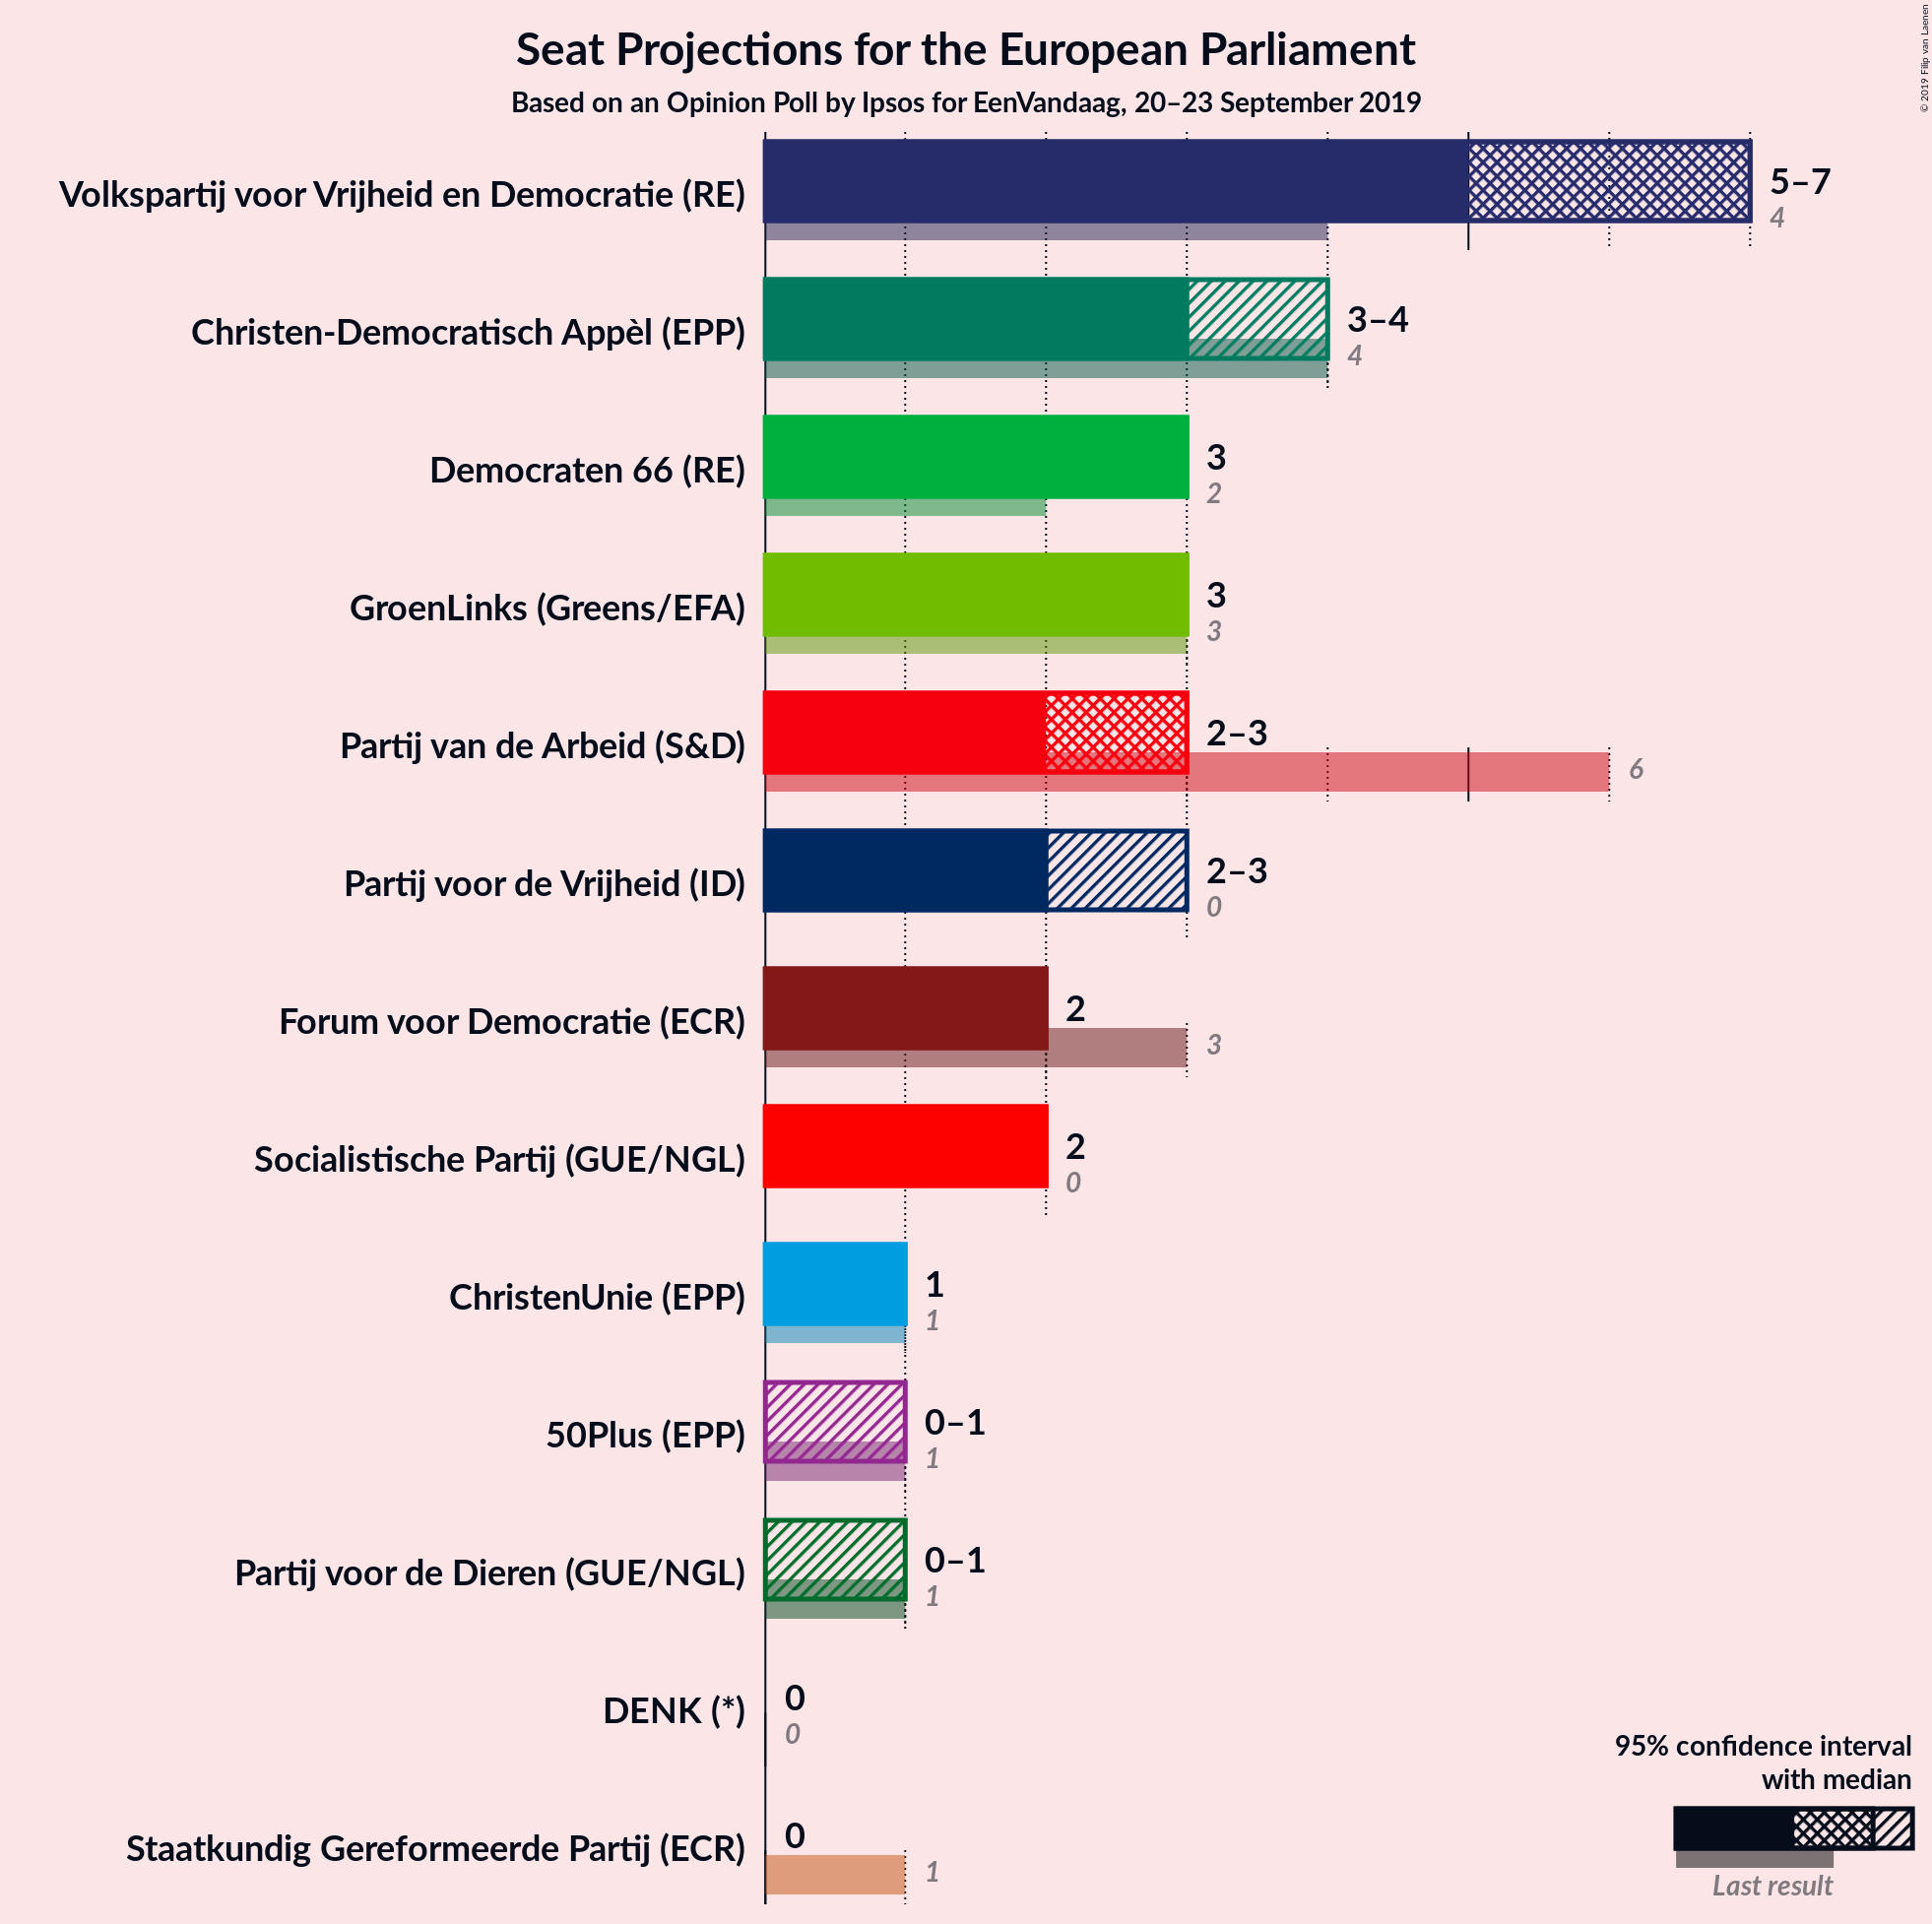 Seat Projections for the European Parliament
Based on an Opinion Poll by Ipsos for EenVandaag, 20–23 September 2019
© 2019 Filip van Laenen
Volkspartij voor Vrijheid en Democratie (RE)
5–7
4
Christen-Democratisch Appèl (EPP)
3–4
4
Democraten 66 (RE)
3
2
GroenLinks (Greens/EFA)
3
3
Partij van de Arbeid (S&D)
2–3
6
Partij voor de Vrijheid (ID)
2–3
0
Forum voor Democratie (ECR)
2
3
Socialistische Partij (GUE/NGL)
2
0
ChristenUnie (EPP)
1
1
50Plus (EPP)
0–1
1
Partij voor de Dieren (GUE/NGL)
0–1
1
DENK (*)
0
0
Staatkundig Gereformeerde Partij (ECR)
0
1
95% confidence interval
with median
Last result